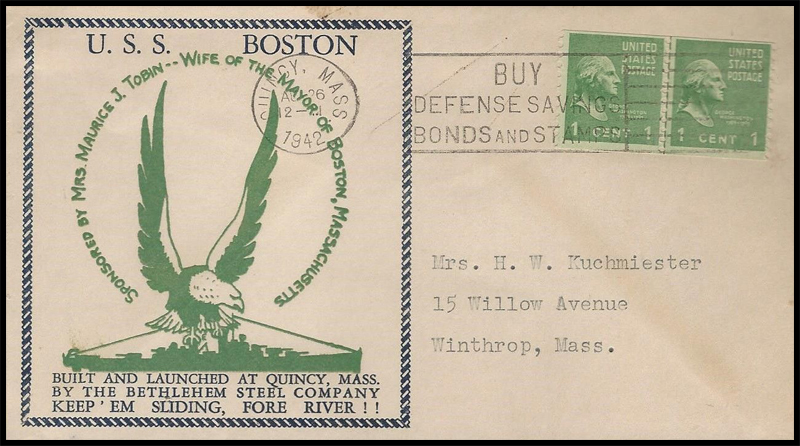 U. S. S. BOSTON
SPONSORED BY MRS. MAURICE J. TOBIN -- WIFE OF THE MAYOR OF BOSTON, MASSACHUSETTS
BUILT AND LAUNCHED AT QUINCY, MASS.
BY THE BETHLEHEM STEEL COMPANY
KEEP 'EM SLIDING, FORE RIVER!!
QUINCY, MASS
26
12
1942
BUY
DEFENSE SAVINGS
BONDS AND STAMPS
UNITED
STATES
POSTAGE
1 CENT 1
UNITED
STATES
POSTAGE
1 CENT 1
Mrs. H. W. Kuchmiester
15 Willow Avenue
Winthrop, Mass.